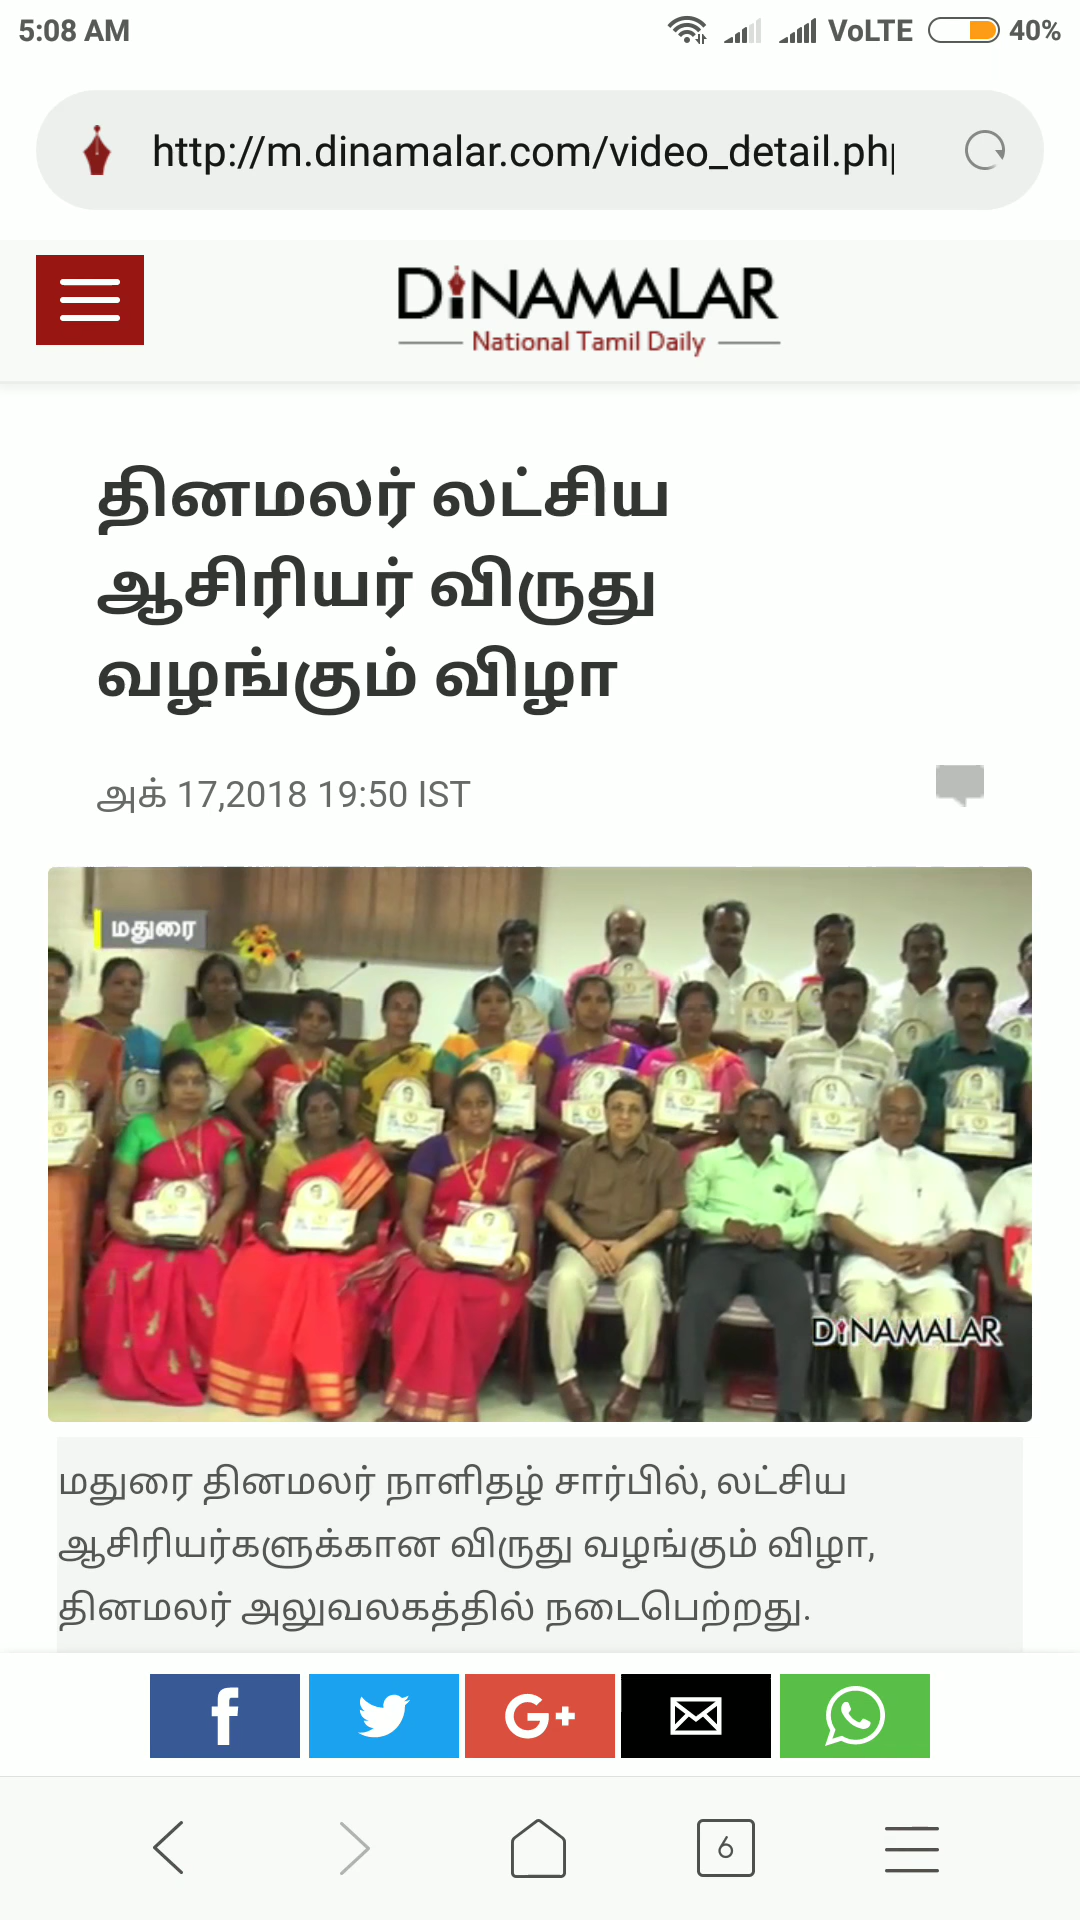 5:08 AM
VoLTE
40%
http://m.dinamalar.com/video_detail.php
DiNAMALAR
National Tamil Daily
தினமலர் லட்சிய
ஆசிரியர் விருது
வழங்கும் விழா
அக் 17,2018 19:50 IST
மதுரை
DiNAMALAR
மதுரை தினமலர் நாளிதழ் சார்பில், லட்சிய
ஆசிரியர்களுக்கான விருது வழங்கும் விழா,
தினமலர் அலுவலகத்தில் நடைபெற்றது.
f
G+
6